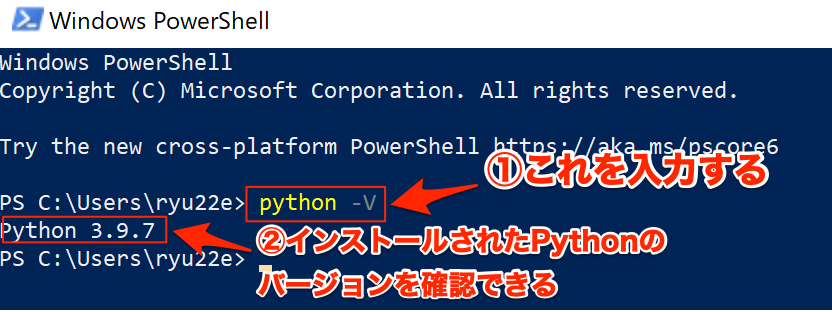 Windows PowerShell
Windows PowerShell
Copyright (C) Microsoft Corporation. All rights reserved.
Try the new cross-platform PowerShell https://aka.ms/pscore6
①これを入力する
PS C:\Users\ryu22e> python -V
Python 3.9.7
②インストールされたPythonの
バージョンを確認できる
PS C:\Users\ryu22e>